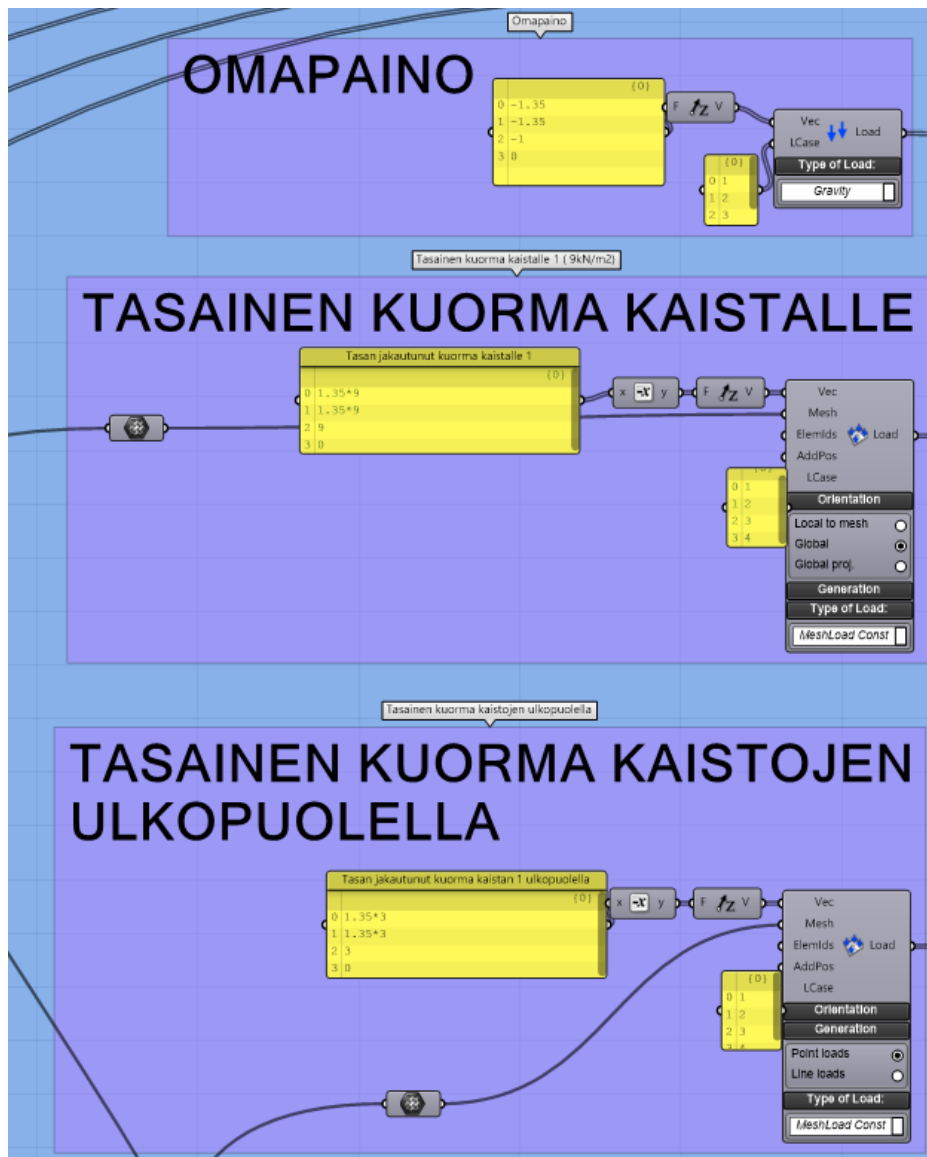 Omapaino
OMAPAINO
{0}
0 -1.35
1 -1.35
2 -1
3 0
F Z V
Vec
LCase
Load
Type of Load:
Gravity
{0}
0 1
1 2
2 3
Tasainen kuorma kaistalle 1 ( 9kN/m2)
TASAINEN KUORMA KAISTALLE
Tasan jakautunut kuorma kaistalle 1
{0}
0 1.35*9
1 1.35*9
2 9
3 0
x -x y
F Z V
Vec
Mesh
ElemIds
Load
AddPos
LCase
{0}
0 1
1 2
2 3
3 4
Orientation
Local to mesh
Global
Global proj.
Generation
Type of Load:
MeshLoad Const
Tasainen kuorma kaistojen ulkopuolella
TASAINEN KUORMA KAISTOJEN
ULKOPUOLELLA
Tasan jakautunut kuorma kaistan 1 ulkopuolella
{0}
0 1.35*3
1 1.35*3
2 3
3 0
x -x y
F Z V
Vec
Mesh
ElemIds
Load
AddPos
LCase
{0}
0 1
1 2
2 3
3 4
Orientation
Generation
Point loads
Line loads
Type of Load:
MeshLoad Const